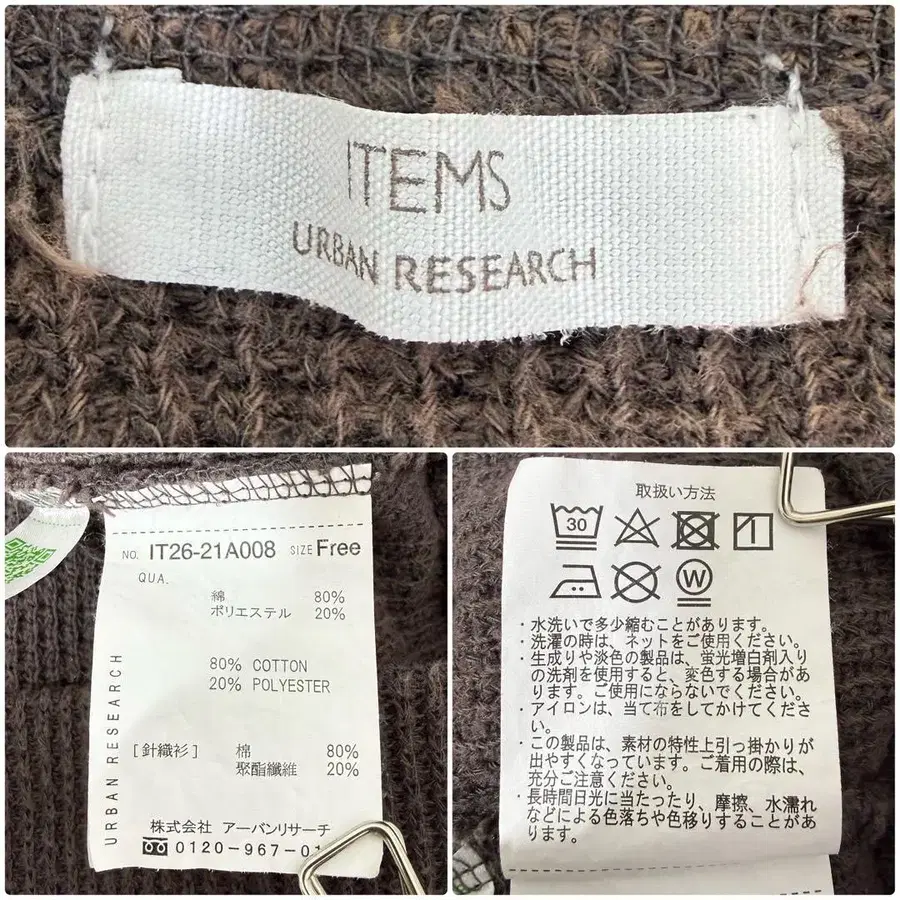 ITEMS
URBAN RESEARCH
NO. IT26-21A008 SIZE Free
QUA.
綿 80%
ポリエステル 20%
80% COTTON
20% POLYESTER
[針織衫] 棉 80%
聚酯纖維 20%
URBAN RESEARCH
株式会社 アーバンリサーチ
0120-967-01
取扱い方法
30
W
・水洗いで多少縮むことがあります。
・洗濯の時は、ネットをご使用ください。
・生成りや淡色の製品は、蛍光増白剤入り
の洗剤を使用すると、変色する場合があ
ります。ご使用にならないでください。
・アイロンは、当て布をしてかけてくださ
い。
・この製品は、素材の特性上引っ掛かりが
出やすくなっています。ご着用の際は、
充分ご注意ください。
・長時間日光に当たったり、摩擦、水濡れ
などによる色落ちや色移りすることがあ
ります。